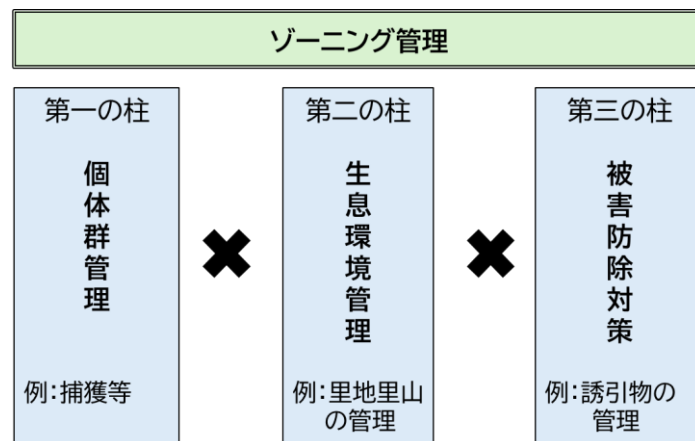 ゾーニング管理
第一の柱
個体群管理
例：捕獲等
第二の柱
生息環境管理
例：里地里山
の管理
第三の柱
被害防除対策
例：誘引物の
管理